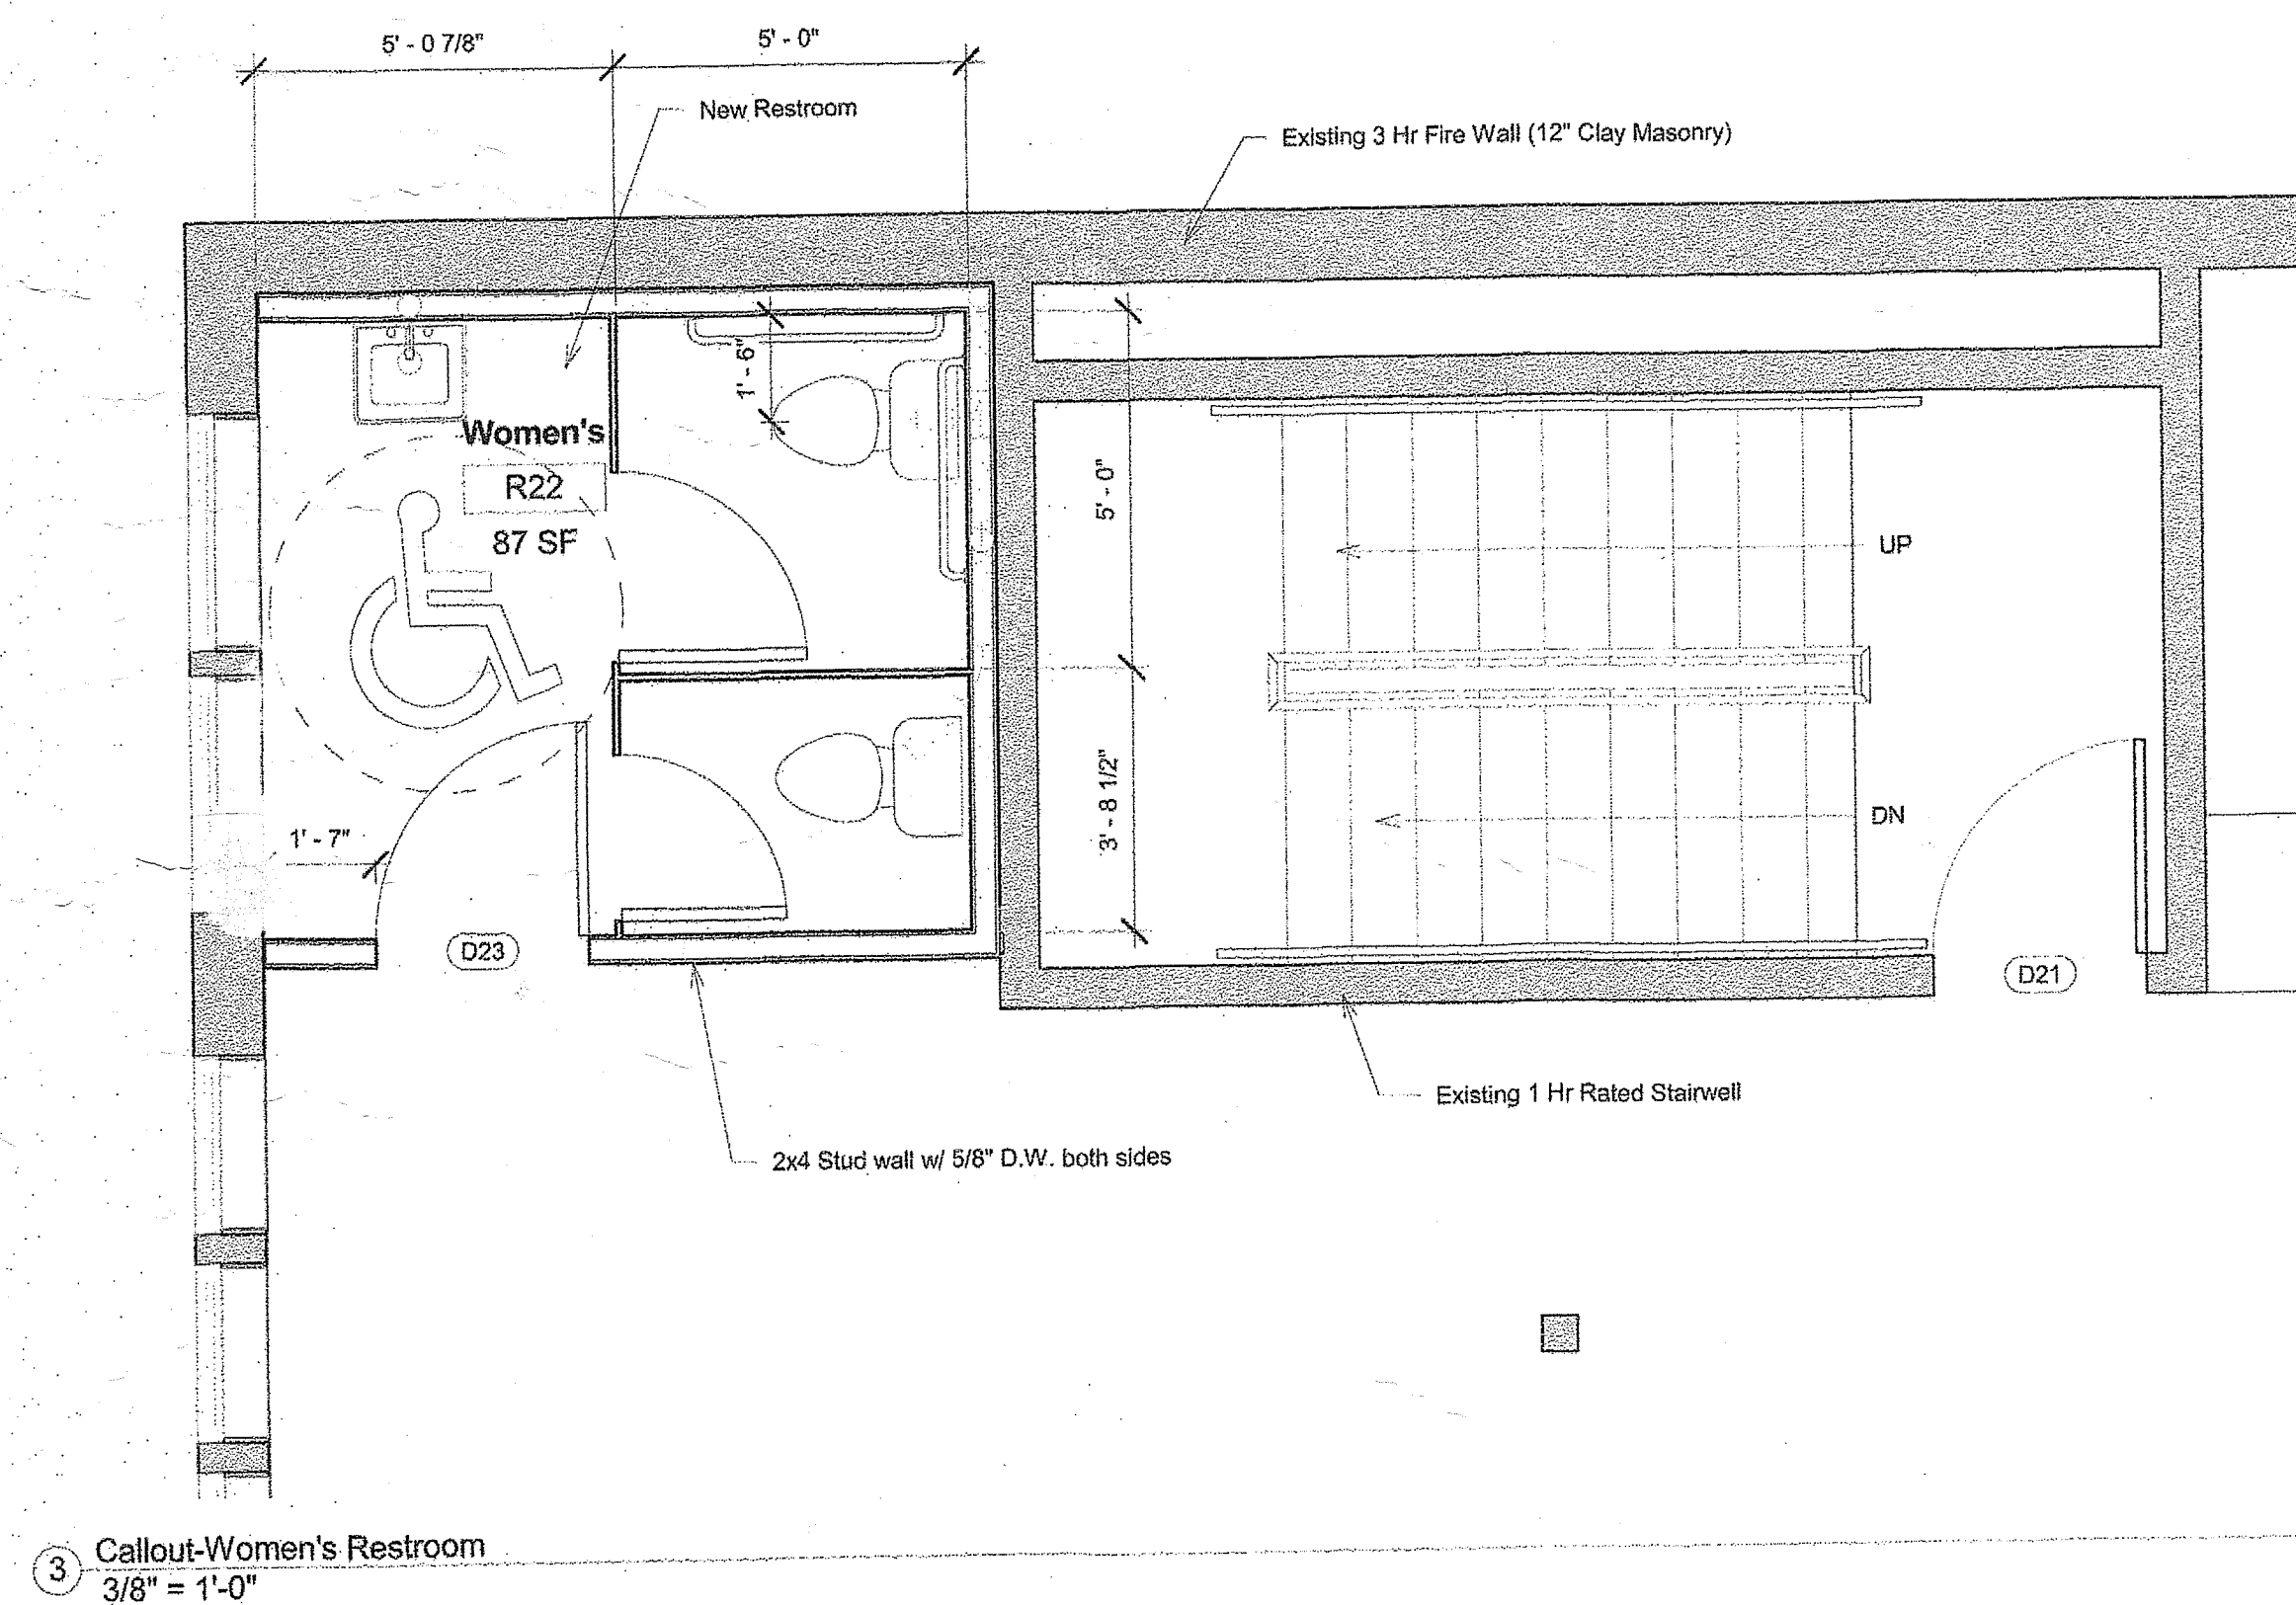 5' - 0 7/8"
5' - 0"
New Restroom
Existing 3 Hr Fire Wall (12" Clay Masonry)
1' - 6"
Women's
R22
87 SF
5' - 0"
UP
3' - 8 1/2"
DN
1' - 7"
D23
D21
Existing 1 Hr Rated Stairwell
2x4 Stud wall w/ 5/8" D.W. both sides
3
Callout-Women's Restroom
3/8" = 1'-0"